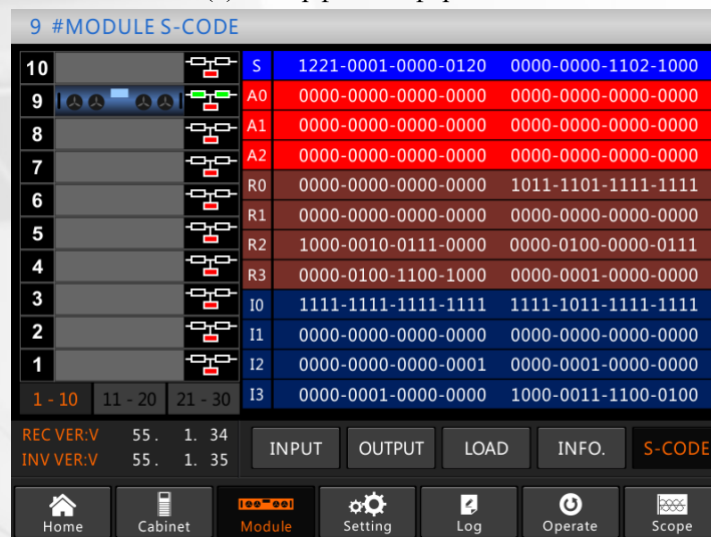 9 #MODULE S-CODE
10
9
8
7
6
5
4
3
2
1
1 - 10 11 - 20 21 - 30
S 1221-0001-0000-0120 0000-0000-1102-1000
A0 0000-0000-0000-0000 0000-0000-0000-0000
A1 0000-0000-0000-0000 0000-0000-0000-0000
A2 0000-0000-0000-0000 0000-0000-0000-0000
R0 0000-0000-0000-0000 1011-1101-1111-1111
R1 0000-0000-0000-0000 0000-0000-0000-0000
R2 1000-0010-0111-0000 0000-0100-0000-0111
R3 0000-0100-1100-1000 0000-0001-0000-0000
I0 1111-1111-1111-1111 1111-1011-1111-1111
I1 0000-0000-0000-0000 0000-0000-0000-0000
I2 0000-0000-0000-0001 0000-0001-0000-0000
I3 0000-0001-0000-0000 1000-0011-1100-0100
REC VER:V 55. 1. 34
INV VER:V 55. 1. 35
INPUT OUTPUT LOAD INFO. S-CODE
Home Cabinet Module Setting Log Operate Scope